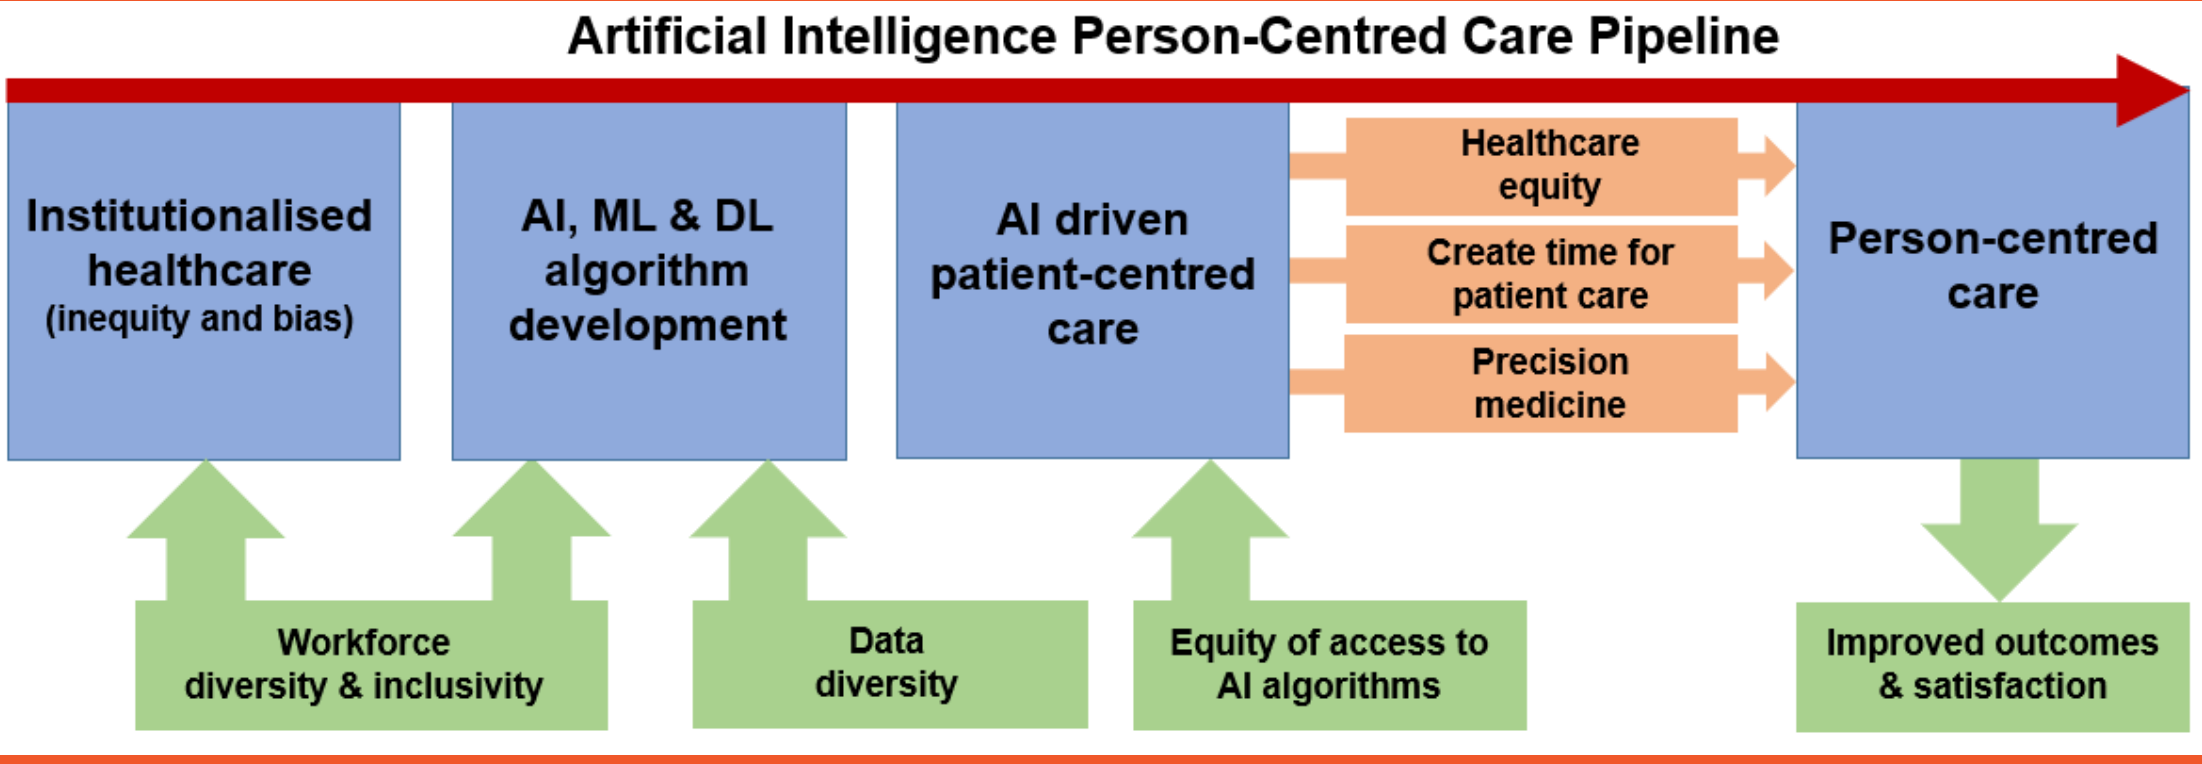 Artificial Intelligence Person-Centred Care Pipeline
Institutionalised
healthcare
(inequity and bias)
AI, ML & DL
algorithm
development
AI driven
patient-centred
care
Healthcare
equity
Create time for
patient care
Precision
medicine
Person-centred
care
Workforce
diversity & inclusivity
Data
diversity
Equity of access to
AI algorithms
Improved outcomes
& satisfaction